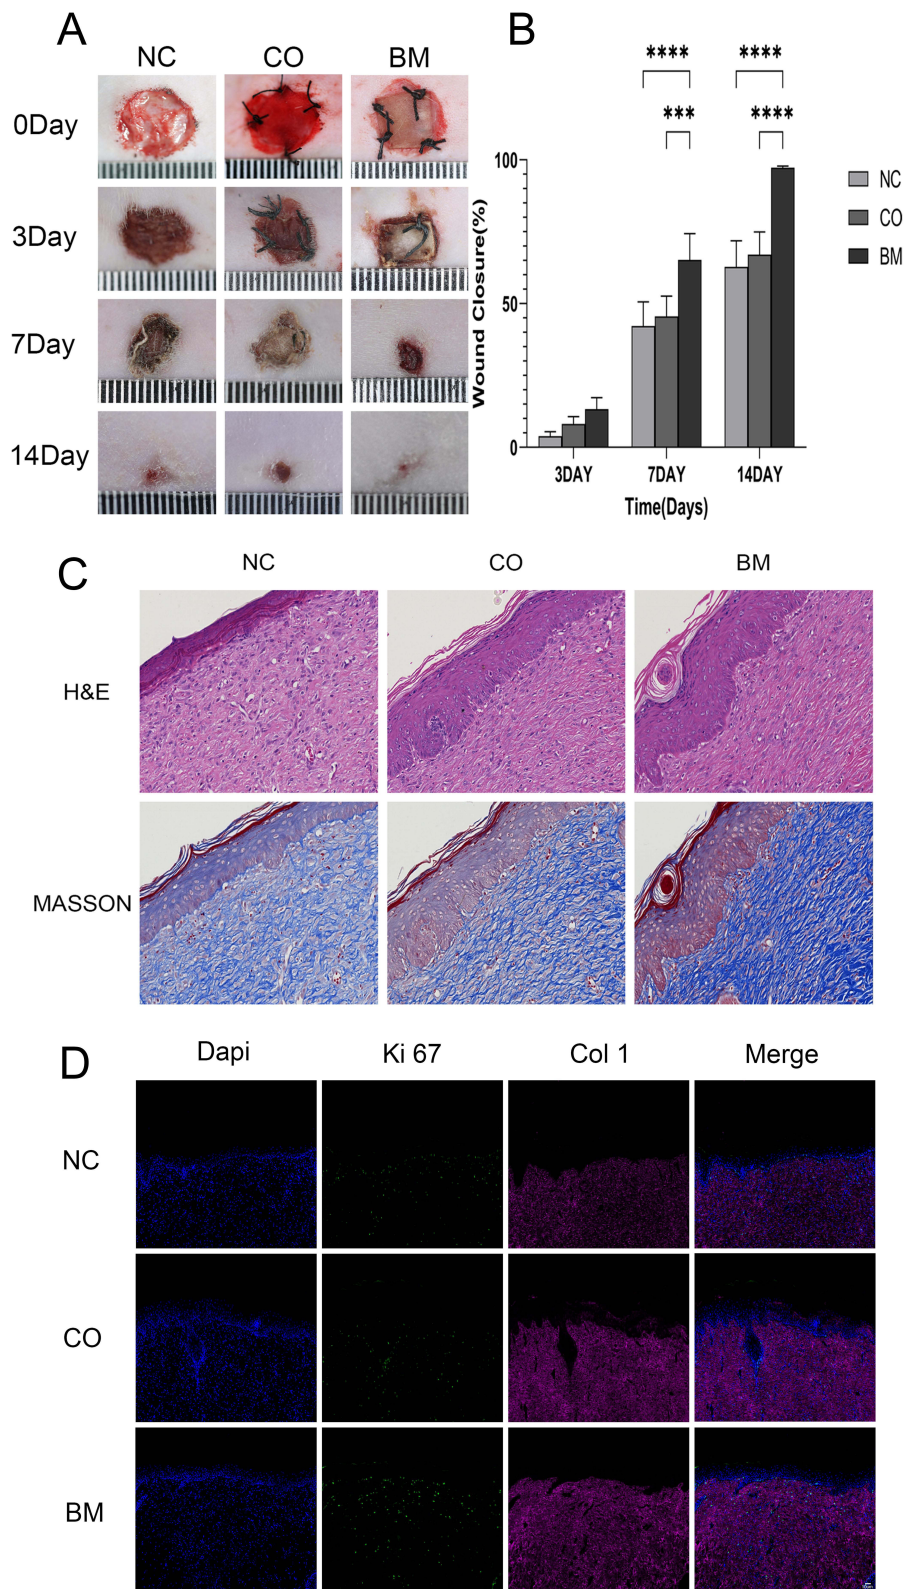 A
NC CO BM
0Day
3Day
7Day
14Day
B
**** ****
*** ****
100
50
0
Wound Closure(%)
3DAY 7DAY 14DAY
Time(Days)
NC
CO
BM
C
NC CO BM
H&E
MASSON
D
Dapi Ki 67 Col 1 Merge
NC
CO
BM